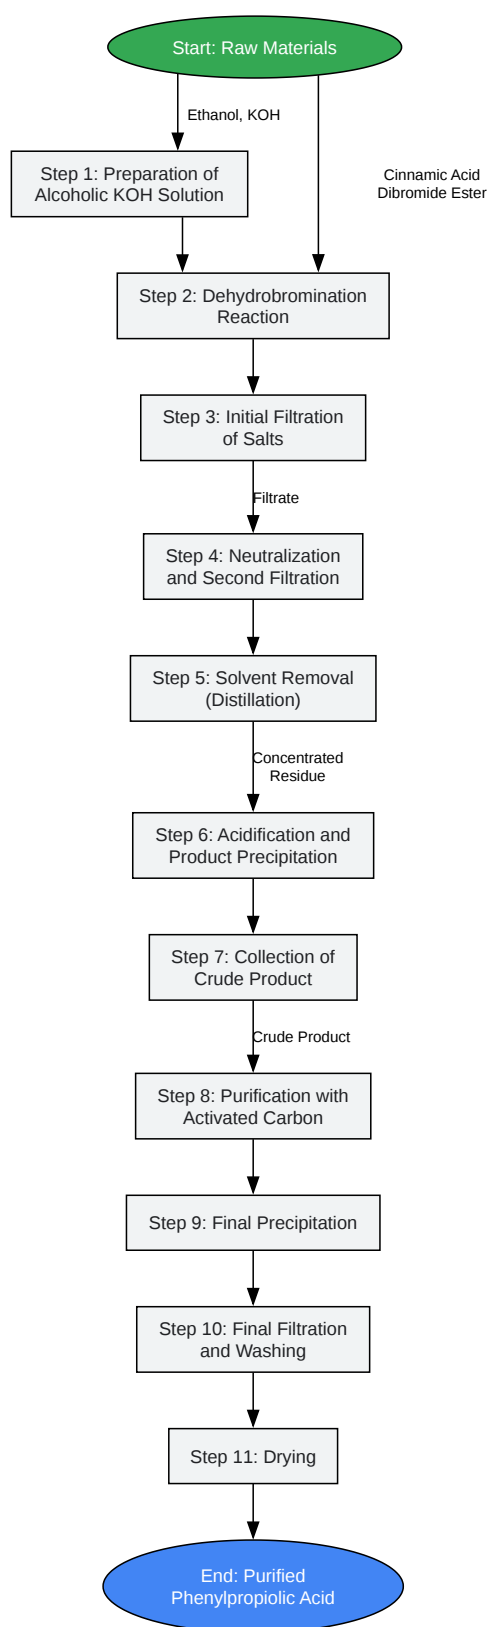 Start: Raw Materials
Ethanol, KOH
Step 1: Preparation of
Alcoholic KOH Solution
Cinnamic Acid
Dibromide Ester
Step 2: Dehydrobromination
Reaction
Step 3: Initial Filtration
of Salts
Filtrate
Step 4: Neutralization
and Second Filtration
Step 5: Solvent Removal
(Distillation)
Concentrated
Residue
Step 6: Acidification and
Product Precipitation
Step 7: Collection of
Crude Product
Crude Product
Step 8: Purification with
Activated Carbon
Step 9: Final Precipitation
Step 10: Final Filtration
and Washing
Step 11: Drying
End: Purified
Phenylpropiolic Acid